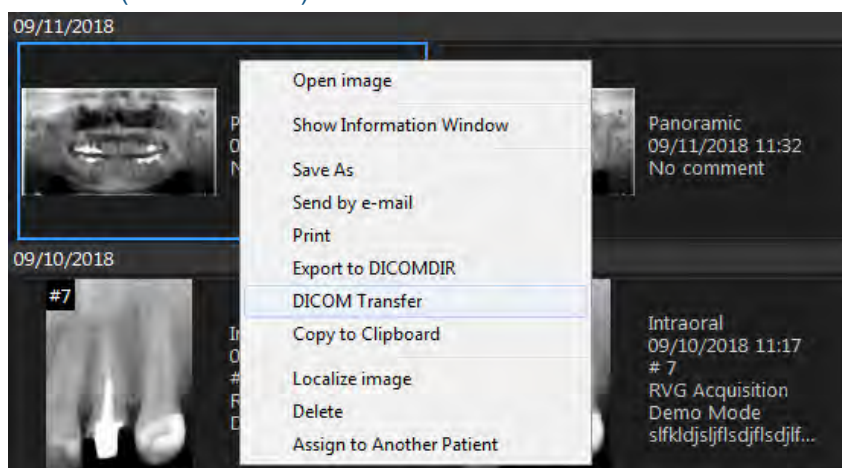 09/11/2018
Open image
Show Information Window
Save As
Send by e-mail
Print
Export to DICOMDIR
DICOM Transfer
Copy to Clipboard
Localize image
Delete
Assign to Another Patient
Panoramic
09/11/2018 11:32
No comment
09/10/2018
#7
Intraoral
09/10/2018 11:17
# 7
RVG Acquisition
Demo Mode
slfkldjsljflsdjflsdjlf...